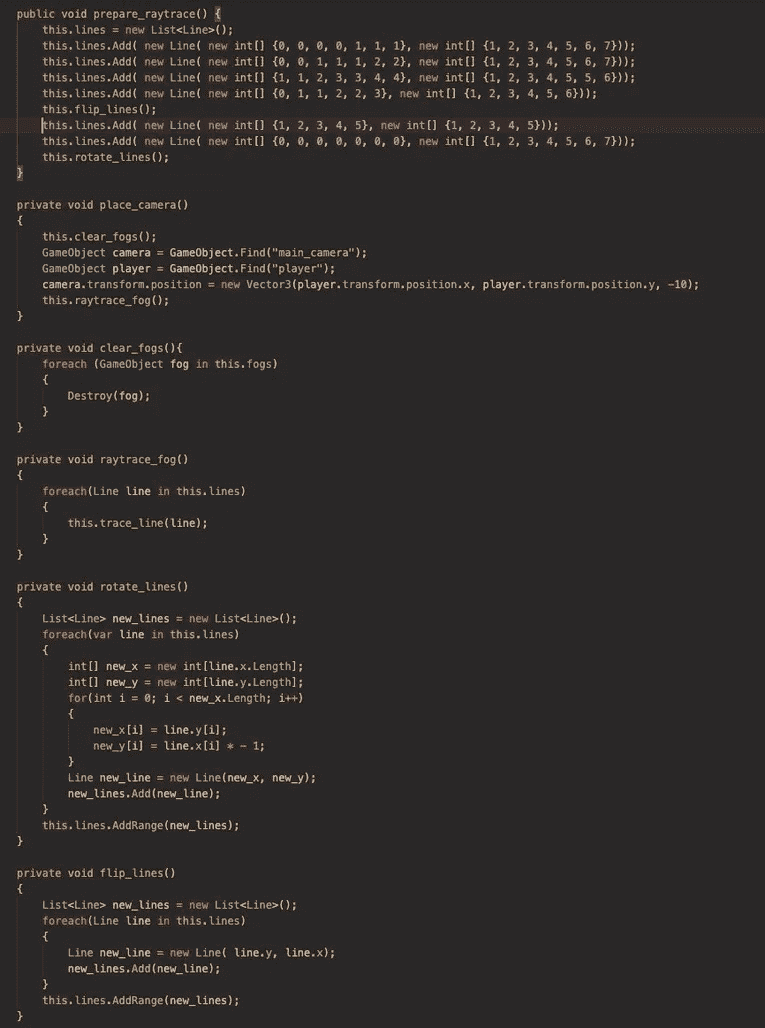 public void prepare_raytrace() {
    this.lines = new List<Line>();
    this.lines.Add( new Line( new int[] {0, 0, 0, 0, 1, 1, 1}, new int[] {1, 2, 3, 4, 5, 6, 7}));
    this.lines.Add( new Line( new int[] {0, 0, 1, 1, 1, 2, 2}, new int[] {1, 2, 3, 4, 5, 6, 7}));
    this.lines.Add( new Line( new int[] {1, 1, 2, 3, 3, 4, 4}, new int[] {1, 2, 3, 4, 5, 5, 6}));
    this.lines.Add( new Line( new int[] {0, 1, 1, 2, 2, 3}, new int[] {1, 2, 3, 4, 5, 6}));
    this.flip_lines();
    this.lines.Add( new Line( new int[] {1, 2, 3, 4, 5}, new int[] {1, 2, 3, 4, 5}));
    this.lines.Add( new Line( new int[] {0, 0, 0, 0, 0, 0, 0}, new int[] {1, 2, 3, 4, 5, 6, 7}));
    this.rotate_lines();
}
private void place_camera()
{
    this.clear_fogs();
    GameObject camera = GameObject.Find("main_camera");
    GameObject player = GameObject.Find("player");
    camera.transform.position = new Vector3(player.transform.position.x, player.transform.position.y, -10);
    this.raytrace_fog();
}
private void clear_fogs(){
    foreach (GameObject fog in this.fogs)
    {
        Destroy(fog);
    }
}
private void raytrace_fog()
{
    foreach(Line line in this.lines)
    {
        this.trace_line(line);
    }
}
private void rotate_lines()
{
    List<Line> new_lines = new List<Line>();
    foreach(var line in this.lines)
    {
        int[] new_x = new int[line.x.Length];
        int[] new_y = new int[line.y.Length];
        for(int i = 0; i < new_x.Length; i++)
        {
            new_x[i] = line.y[i];
            new_y[i] = line.x[i] * - 1;
        }
        Line new_line = new Line(new_x, new_y);
        new_lines.Add(new_line);
    }
    this.lines.AddRange(new_lines);
}
private void flip_lines()
{
    List<Line> new_lines = new List<Line>();
    foreach(Line line in this.lines)
    {
        Line new_line = new Line( line.y, line.x);
        new_lines.Add(new_line);
    }
    this.lines.AddRange(new_lines);
}